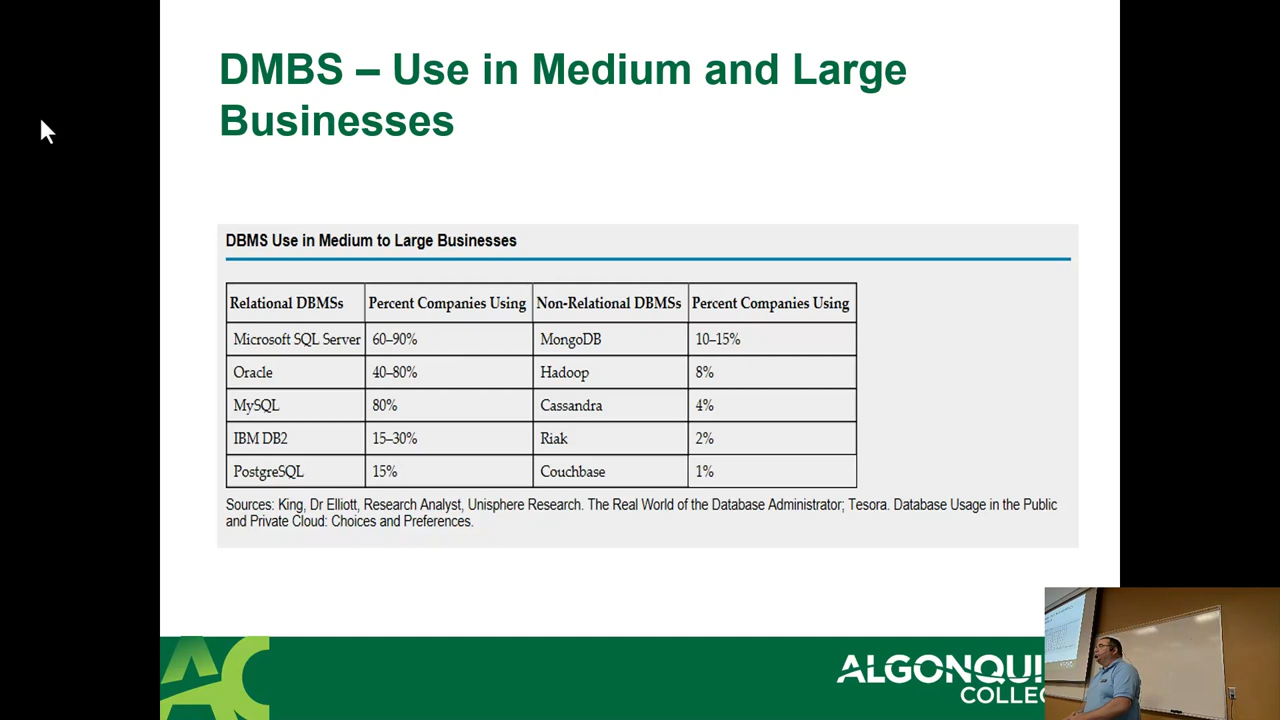 DMBS – Use in Medium and Large
Businesses
DBMS Use in Medium to Large Businesses
Relational DBMSs Percent Companies Using Non-Relational DBMSs Percent Companies Using
Microsoft SQL Server 60–90% MongoDB 10–15%
Oracle 40–80% Hadoop 8%
MySQL 80% Cassandra 4%
IBM DB2 15–30% Riak 2%
PostgreSQL 15% Couchbase 1%
Sources: King, Dr Elliott, Research Analyst, Unisphere Research. The Real World of the Database Administrator; Tesora. Database Usage in the Public
and Private Cloud: Choices and Preferences.
AC
ALGONQUI
COLLEG